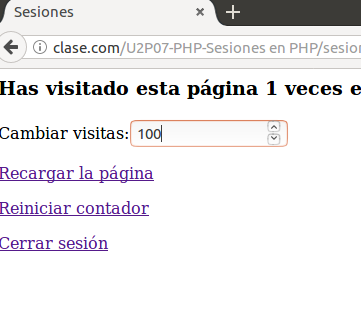 Sesiones
clase.com/U2P07-PHP-Sesiones en PHP/sesion
Has visitado esta página 1 veces e
Cambiar visitas: 100
Recargar la página
Reiniciar contador
Cerrar sesión